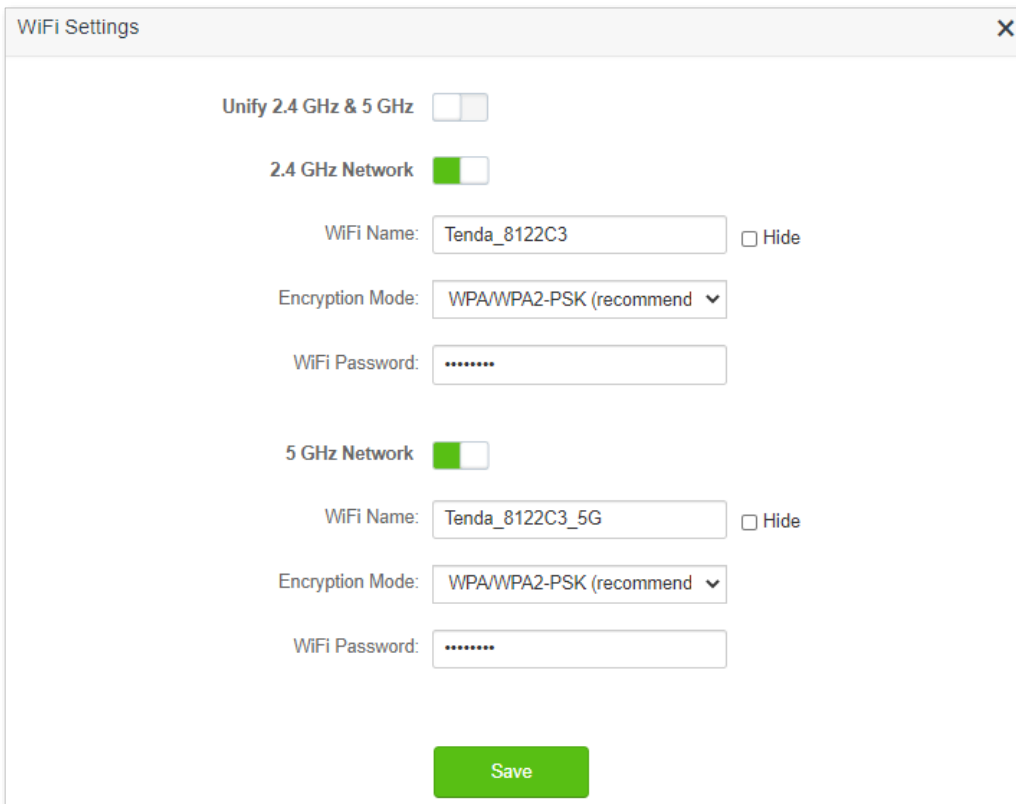 WiFi Settings
Unify 2.4 GHz & 5 GHz
2.4 GHz Network
WiFi Name: Tenda_8122C3 Hide
Encryption Mode: WPA/WPA2-PSK (recommend
WiFi Password: ••••••••
5 GHz Network
WiFi Name: Tenda_8122C3_5G Hide
Encryption Mode: WPA/WPA2-PSK (recommend
WiFi Password: ••••••••
Save